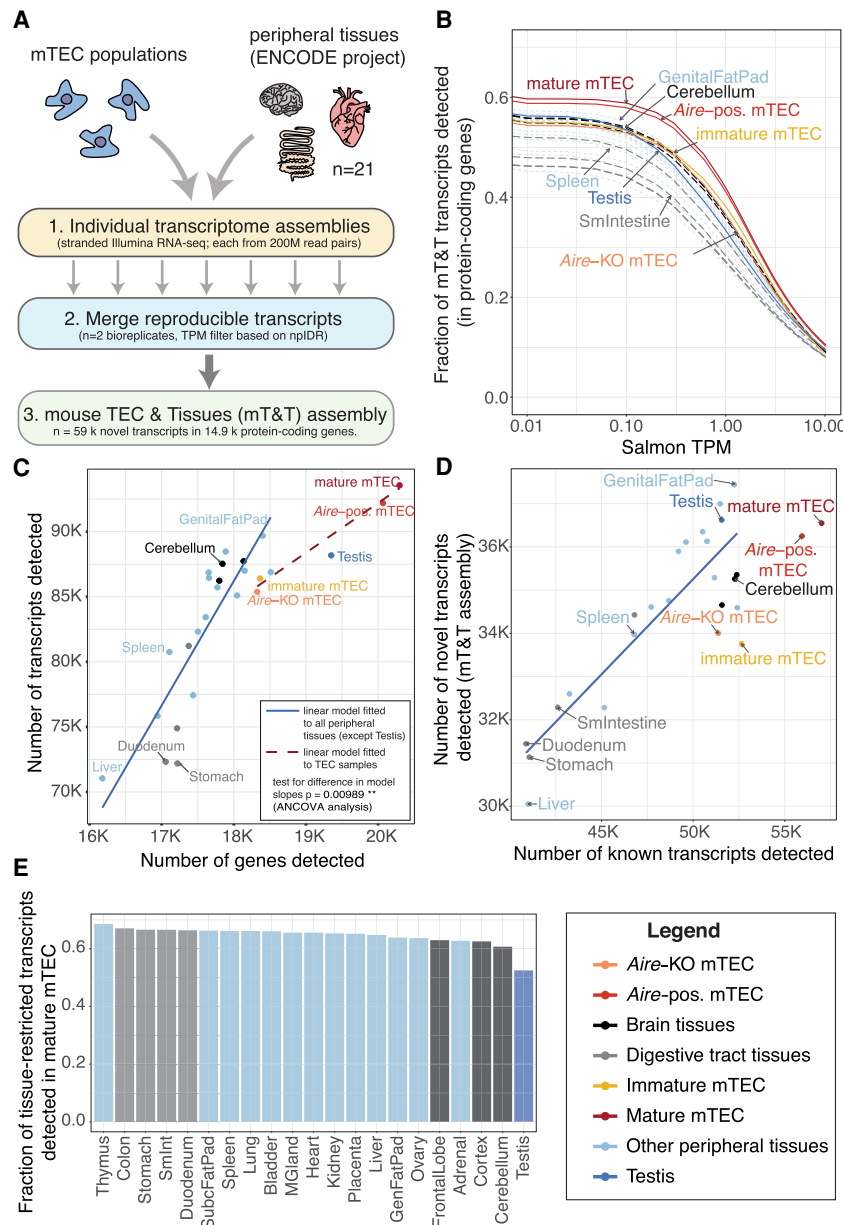 A
mTEC populations
peripheral tissues
(ENCODE project)
n=21
1. Individual transcriptome assemblies
(stranded Illumina RNA-seq; each from 200M read pairs)
2. Merge reproducible transcripts
(n=2 bioreplicates, TPM filter based on npIDR)
3. mouse TEC & Tissues (mT&T) assembly
n = 59 k novel transcripts in 14.9 k protein-coding genes.
B
Fraction of mT&T transcripts detected
(in protein-coding genes)
0.6
0.4
0.2
0.0
mature mTEC
GenitalFatPad
Cerebellum
Aire–pos. mTEC
immature mTEC
Spleen
Testis
SmIntestine
Aire–KO mTEC
0.01
0.10
1.00
10.00
Salmon TPM
C
Number of transcripts detected
90K
85K
80K
75K
70K
mature mTEC
Aire–pos. mTEC
GenitalFatPad
Cerebellum
Testis
immature mTEC
Aire–KO mTEC
Spleen
Duodenum
Liver
Stomach
linear model fitted
to all peripheral
tissues (except Testis)
linear model fitted
to TEC samples
test for difference in model
slopes p = 0.00989 **
(ANCOVA analysis)
16K
17K
18K
19K
20K
Number of genes detected
D
Number of novel transcripts
detected (mT&T assembly)
36K
34K
32K
30K
GenitalFatPad
Testis
mature mTEC
Aire–pos.
mTEC
Cerebellum
Spleen
Aire–KO mTEC
immature mTEC
SmIntestine
Duodenum
Stomach
Liver
45K
50K
55K
Number of known transcripts detected
E
Fraction of tissue-restricted transcripts
detected in mature mTEC
0.6
0.4
0.2
0.0
Thymus
Colon
Stomach
SmInt
Duodenum
SubcFatPad
Spleen
Lung
Bladder
MGland
Heart
Kidney
Placenta
Liver
GenFatPad
Ovary
FrontalLobe
Adrenal
Cortex
Cerebellum
Testis
Legend
Aire–KO mTEC
Aire–pos. mTEC
Brain tissues
Digestive tract tissues
Immature mTEC
Mature mTEC
Other peripheral tissues
Testis